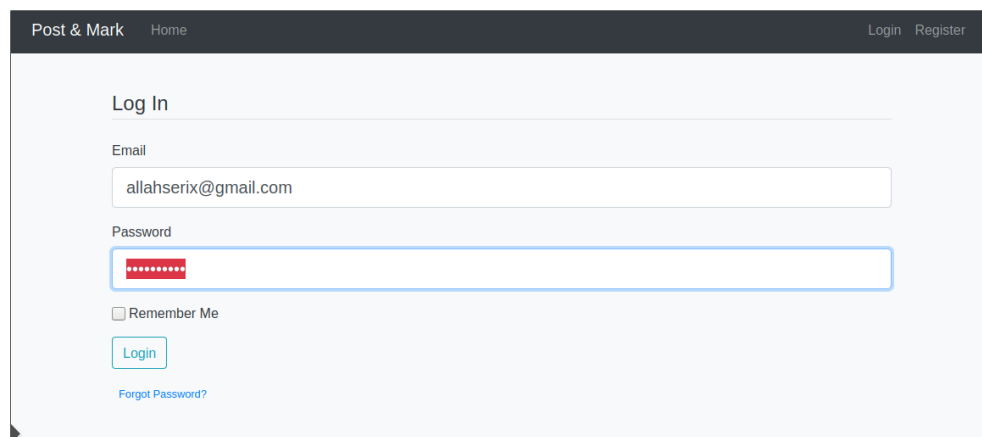 Post & Mark Home Login Register
Log In
Email
allahserix@gmail.com
Password
••••••••••
Remember Me
Login
Forgot Password?